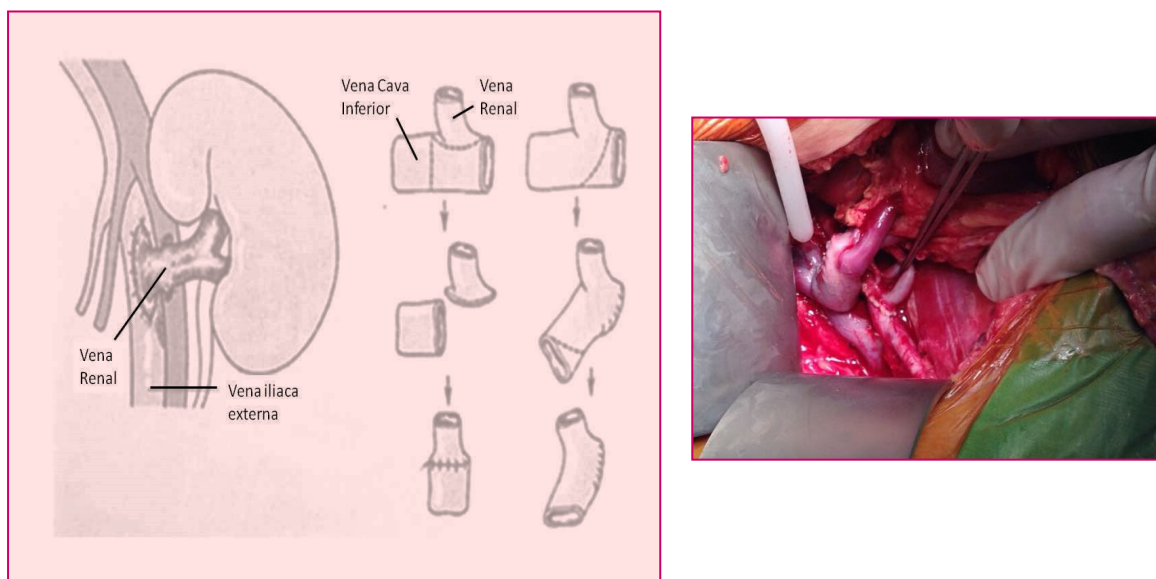 Vena Cava
Inferior
Vena
Renal
Vena
Renal
Vena iliaca
externa